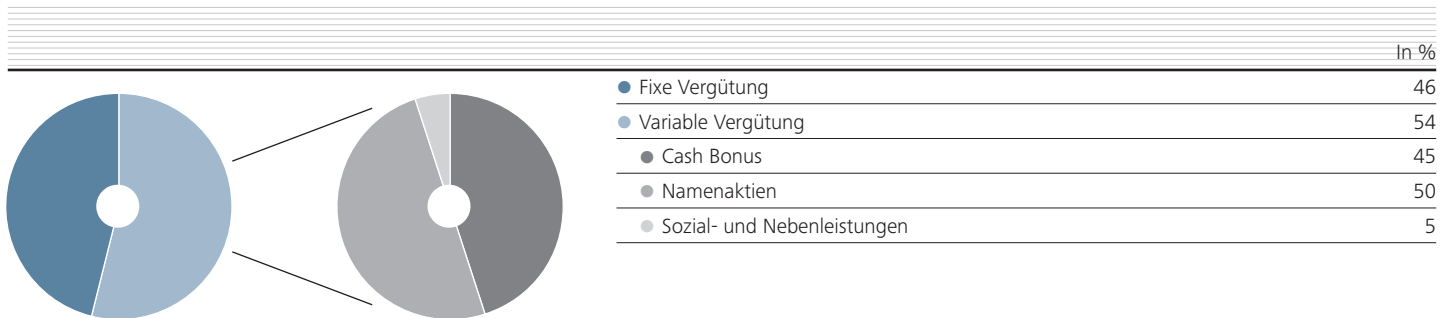 In %
Fixe Vergütung 46
Variable Vergütung 54
Cash Bonus 45
Namenaktien 50
Sozial- und Nebenleistungen 5